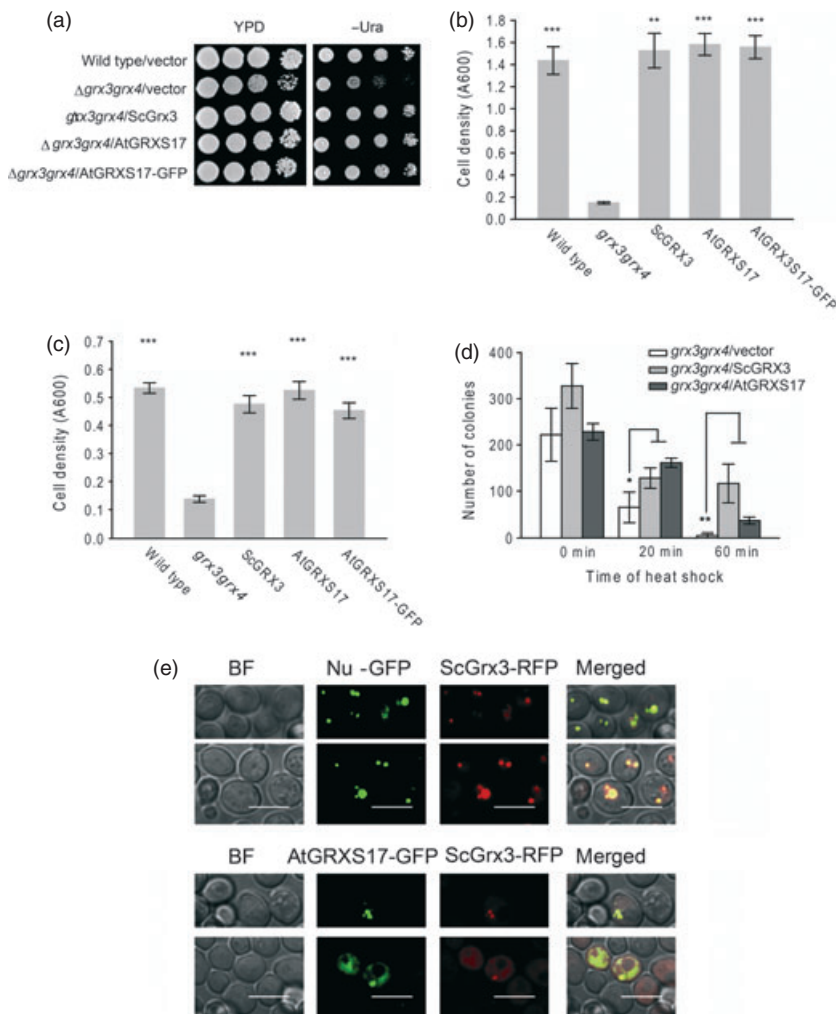 (a)
YPD
–Ura
Wild type/vector
Δgrx3grx4/vector
grx3grx4/ScGrx3
Δ grx3grx4/AtGRXS17
Δgrx3grx4/AtGRXS17-GFP
(b)
Cell density (A600)
1.8
1.6
1.4
1.2
1.0
0.8
0.6
0.4
0.2
0.0
***
**
***
***
Wild type
grx3grx4
ScGRX3
AtGRXS17
AtGRX3S17-GFP
(c)
Cell density (A600)
0.7
0.6
0.5
0.4
0.3
0.2
0.1
0.0
***
***
***
***
Wild type
grx3grx4
ScGRX3
AtGRXS17
AtGRXS17-GFP
(d)
Number of colonies
400
300
200
100
0
grx3grx4/vector
grx3grx4/ScGRX3
grx3grx4/AtGRXS17
*
**
0 min
20 min
60 min
Time of heat shock
(e)
BF
Nu -GFP
ScGrx3-RFP
Merged
BF
AtGRXS17-GFP
ScGrx3-RFP
Merged